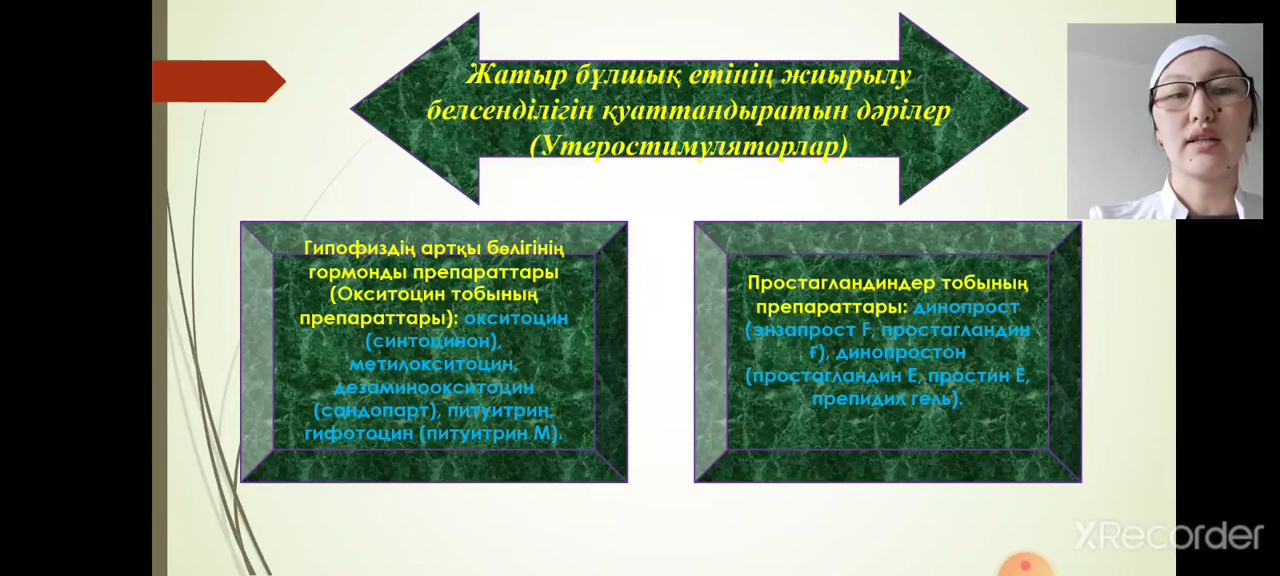 Жатыр бұлшық етінің жиырылу
белсенділігін қуаттандыратын дәрілер
(Утеростимуляторлар)
Гипофиздің артқы бөлігінің
гормонды препараттары
(Окситоцин тобының
препараттары): окситоцин
(синтоцинон),
метилокситоцин,
дезаминоокситоцин
(сандопарт), питуитрин,
гифотоцин (питуитрин М).
Простагландиндер тобының
препараттары: динопрост
(энзапрост F, простагландин
F), динопростон
(простагландин Е, простин Е,
препидил гель).
XRecorder